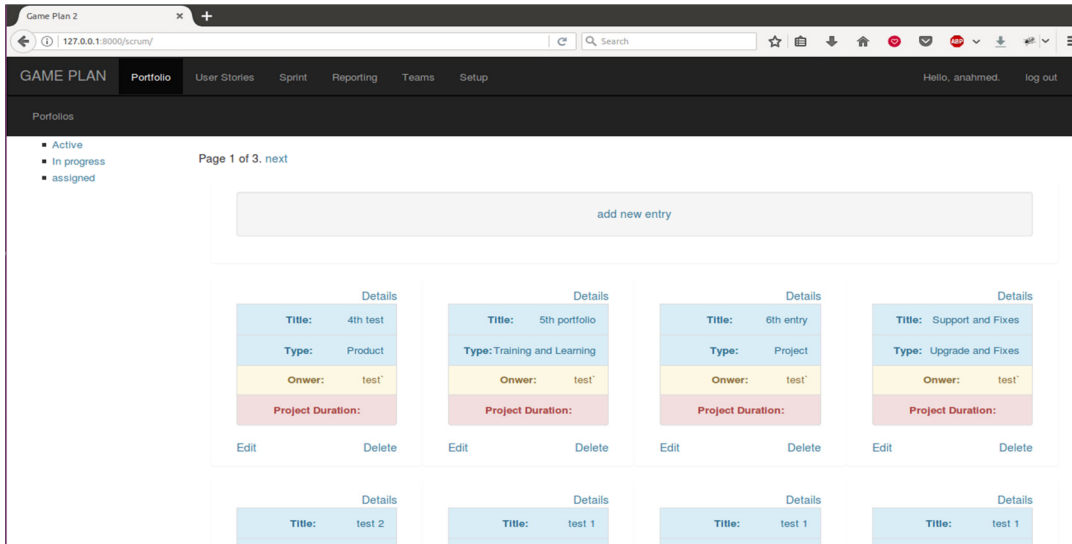 Game Plan 2
127.0.0.1:8000/scrum/
Search
ABP
GAME PLAN Portfolio User Stories Sprint Reporting Teams Setup Hello, anahmed. log out
Porfolios
Active
In progress
assigned
Page 1 of 3. next
add new entry
Details Details Details Details
Title: 4th test Title: 5th portfolio Title: 6th entry Title: Support and Fixes
Type: Product Type: Training and Learning Type: Project Type: Upgrade and Fixes
Onwer: test` Onwer: test` Onwer: test` Onwer: test`
Project Duration: Project Duration: Project Duration: Project Duration:
Edit Delete Edit Delete Edit Delete Edit Delete
Details Details Details Details
Title: test 2 Title: test 1 Title: test 1 Title: test 1